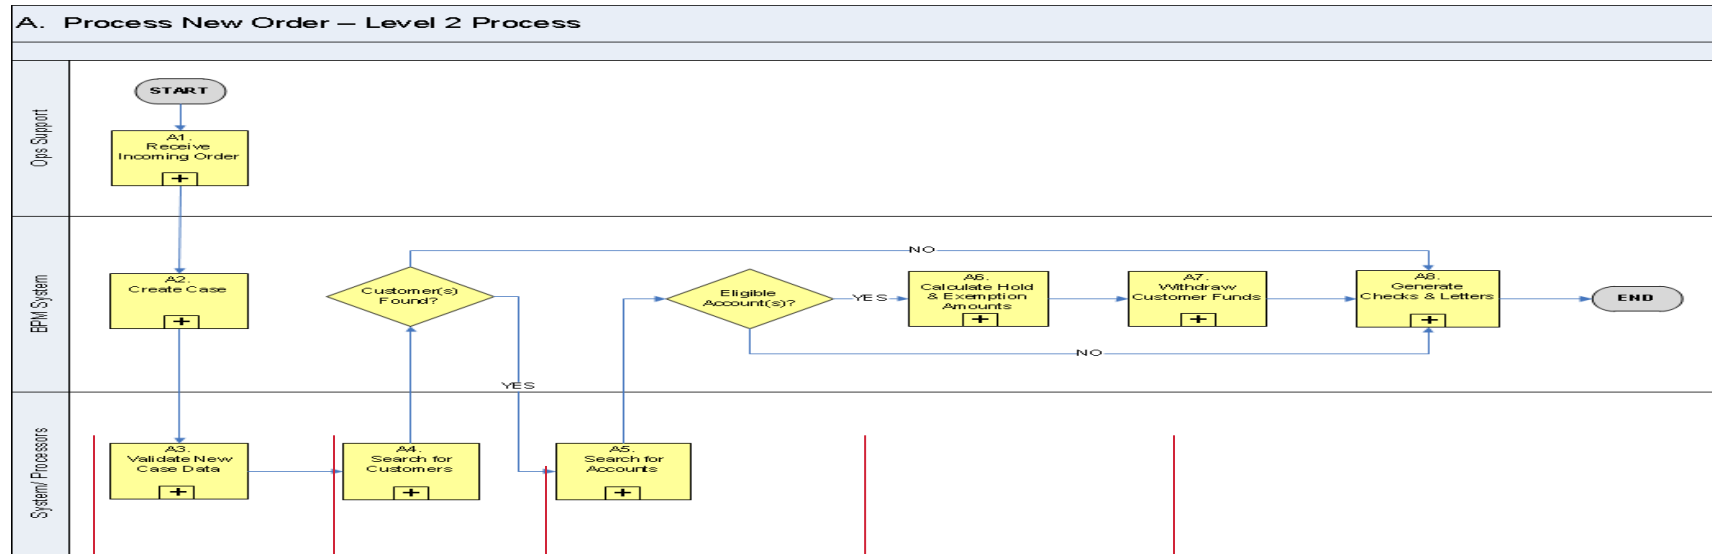 A. Process New Order – Level 2 Process
Ops Support
START
A1.
Receive
Incoming Order
BPM System
A2.
Create Case
Customer(s)
Found?
NO
YES
Eligible
Account(s)?
YES
NO
A6.
Calculate Hold
& Exemption
Amounts
A7.
Withdraw
Customer Funds
A8.
Generate
Checks & Letters
END
System/ Processors
A3.
Validate New
Case Data
A4.
Search for
Customers
A5.
Search for
Accounts